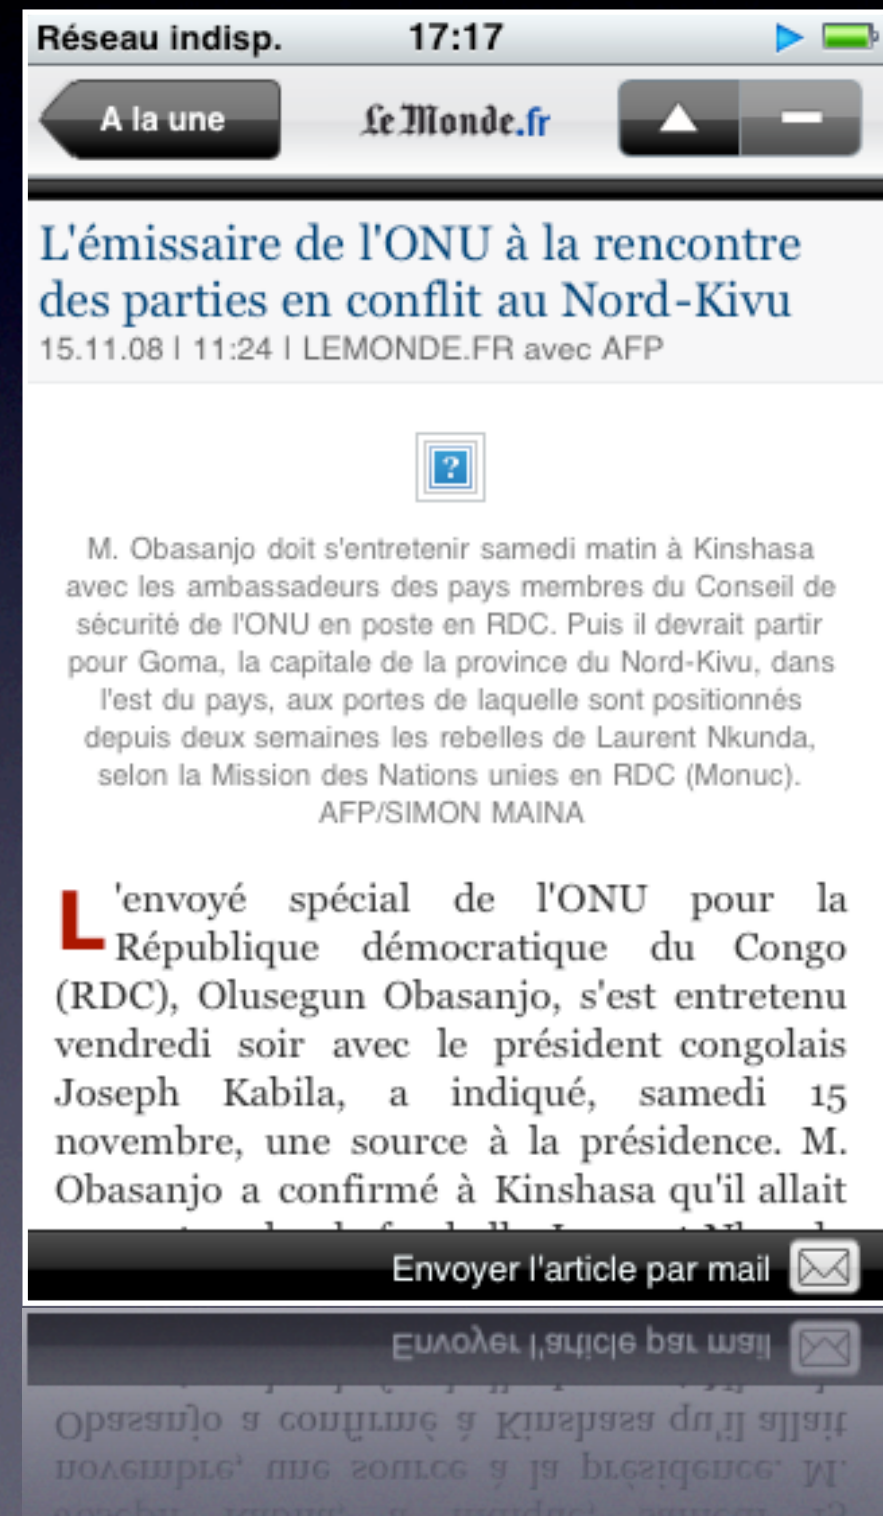 Réseau indisp. 17:17
A la une Le Monde.fr
L'émissaire de l'ONU à la rencontre
des parties en conflit au Nord-Kivu
15.11.08 | 11:24 | LEMONDE.FR avec AFP
?
M. Obasanjo doit s'entretenir samedi matin à Kinshasa
avec les ambassadeurs des pays membres du Conseil de
sécurité de l'ONU en poste en RDC. Puis il devrait partir
pour Goma, la capitale de la province du Nord-Kivu, dans
l'est du pays, aux portes de laquelle sont positionnés
depuis deux semaines les rebelles de Laurent Nkunda,
selon la Mission des Nations unies en RDC (Monuc).
AFP/SIMON MAINA
L'envoyé spécial de l'ONU pour la
République démocratique du Congo
(RDC), Olusegun Obasanjo, s'est entretenu
vendredi soir avec le président congolais
Joseph Kabila, a indiqué, samedi 15
novembre, une source à la présidence. M.
Obasanjo a confirmé à Kinshasa qu'il allait
Envoyer l'article par mail